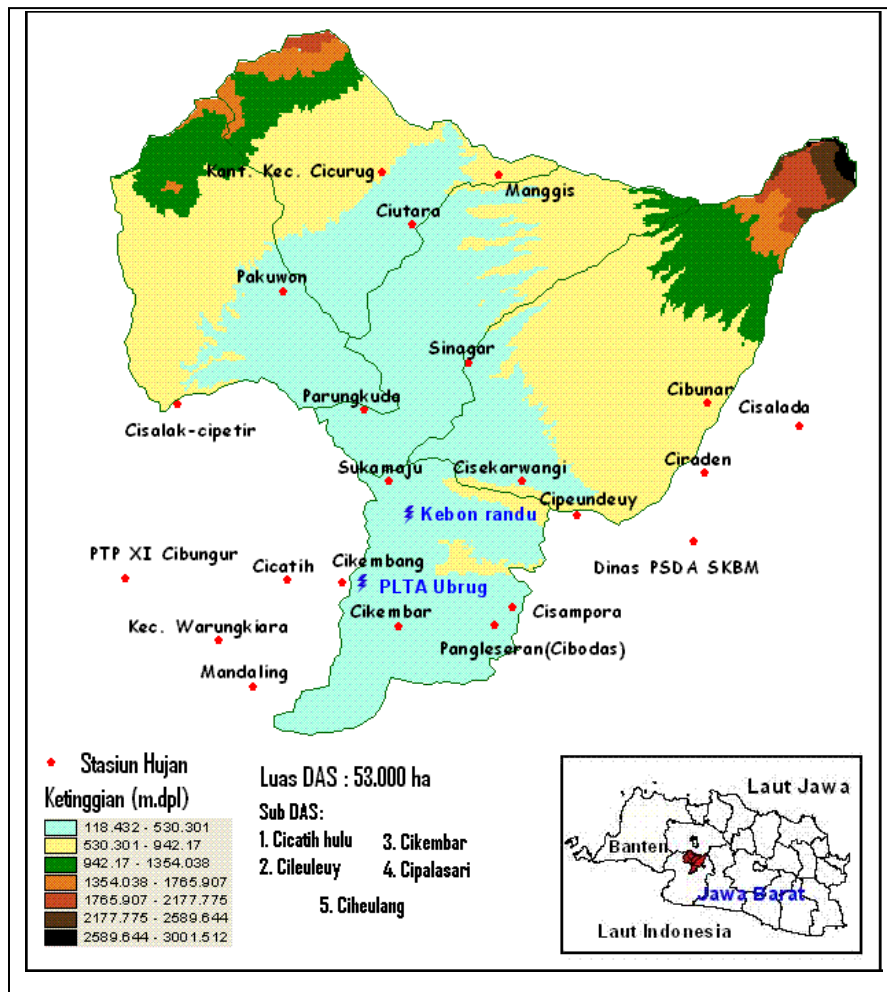 Kant. Kec. Cicurug
Manggis
Ciutara
Pakuwon
Sinagar
Parungkuda
Cibunar
Cisalada
Cisalak-cipetir
Ciraden
Sukamaju
Cisekarwangi
Cipeundeuy
Kebon randu
PTP XI Cibungur
Cicatih
Cikembang
Dinas PSDA SKBM
PLTA Ubrug
Cisampora
Kec. Warungkiara
Cikembar
Pangleseran(Cibodas)
Mandaling
Stasiun Hujan
Ketinggian (m.dpl)
118.432 - 530.301
530.301 - 942.17
942.17 - 1354.038
1354.038 - 1765.907
1765.907 - 2177.775
2177.775 - 2589.644
2589.644 - 3001.512
Luas DAS : 53.000 ha
Sub DAS:
1. Cicatih hulu
2. Cileuleuy
3. Cikembar
4. Cipalasari
5. Ciheulang
Laut Jawa
Banten
Jawa Barat
Laut Indonesia